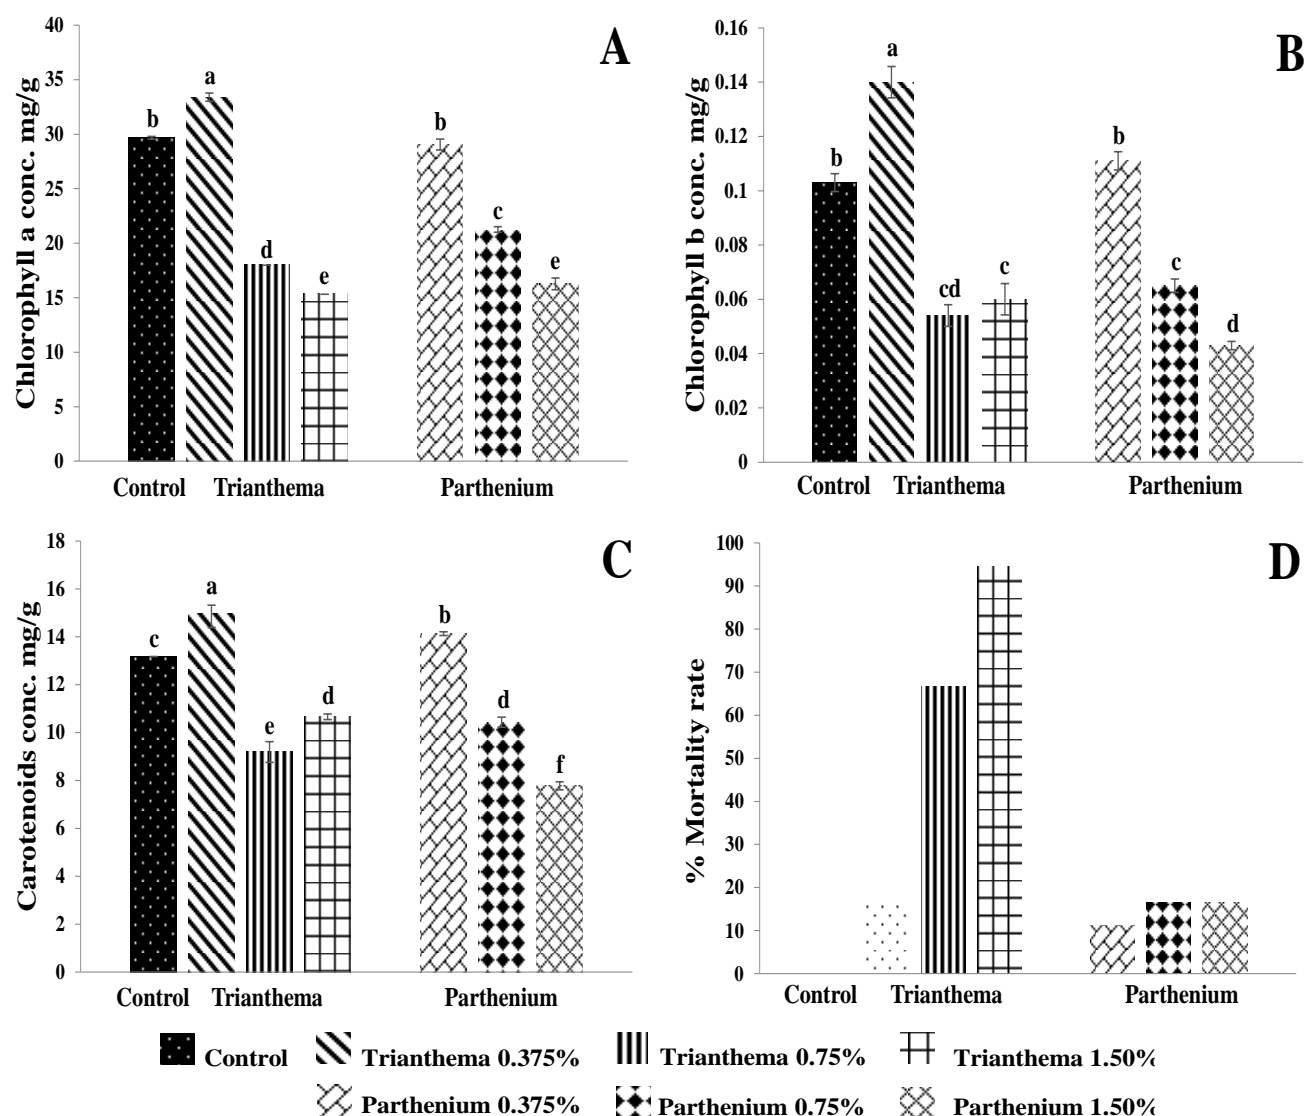 A
Chlorophyll a conc. mg/g
40
35
30
25
20
15
10
5
0
b
a
d
e
b
c
e
Control Trianthema Parthenium
B
Chlorophyll b conc. mg/g
0.16
0.14
0.12
0.1
0.08
0.06
0.04
0.02
0
b
a
cd
c
b
c
d
Control Trianthema Parthenium
C
Carotenoids conc. mg/g
18
16
14
12
10
8
6
4
2
0
c
a
e
d
b
d
f
Control Trianthema Parthenium
D
% Mortality rate
100
90
80
70
60
50
40
30
20
10
0
Control Trianthema Parthenium
Control Trianthema 0.375% Trianthema 0.75% Trianthema 1.50%
Parthenium 0.375% Parthenium 0.75% Parthenium 1.50%